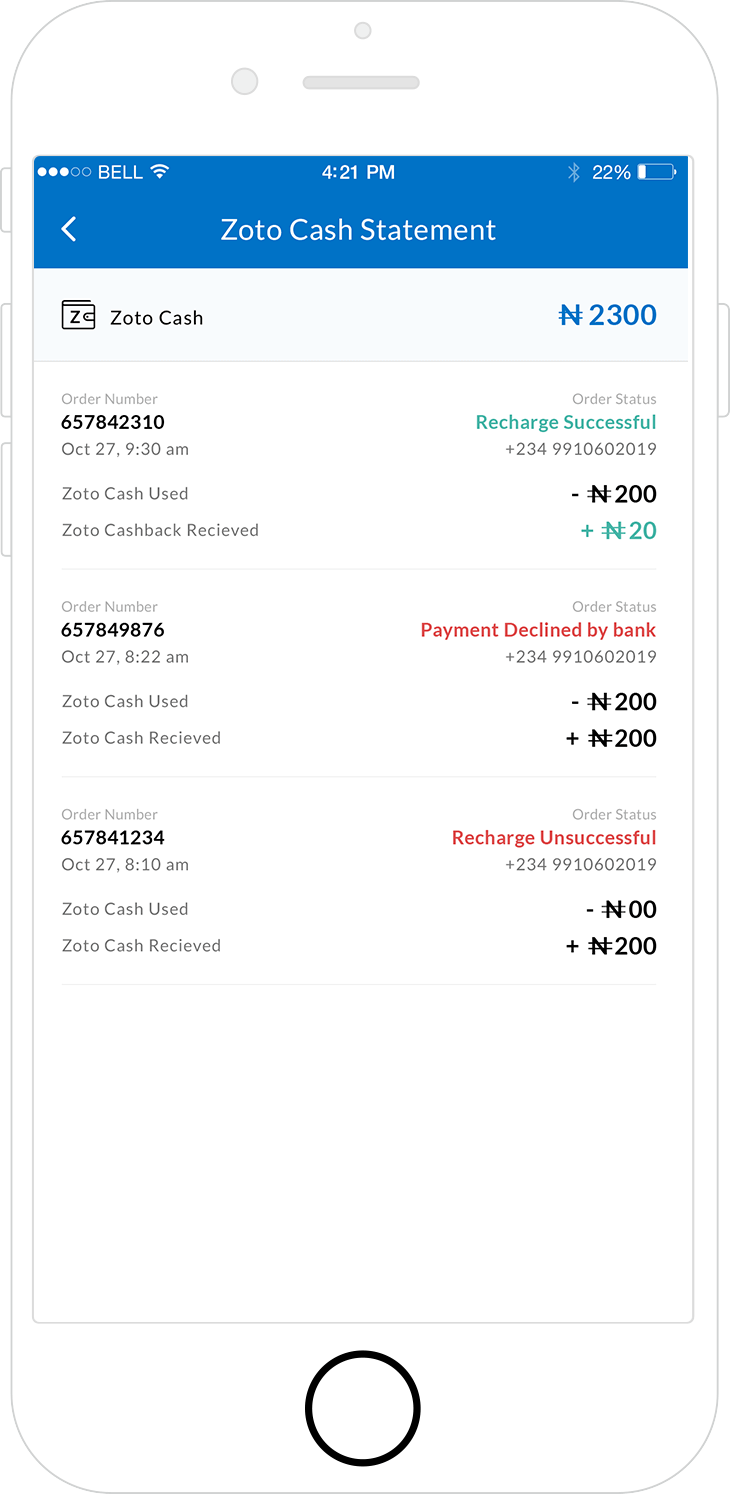 BELL 4:21 PM 22%
Zoto Cash Statement
Z Zoto Cash ₦ 2300
Order Number Order Status
657842310 Recharge Successful
Oct 27, 9:30 am +234 9910602019
Zoto Cash Used - ₦200
Zoto Cashback Recieved + ₦20
Order Number Order Status
657849876 Payment Declined by bank
Oct 27, 8:22 am +234 9910602019
Zoto Cash Used - ₦200
Zoto Cash Recieved + ₦200
Order Number Order Status
657841234 Recharge Unsuccessful
Oct 27, 8:10 am +234 9910602019
Zoto Cash Used - ₦00
Zoto Cash Recieved + ₦200